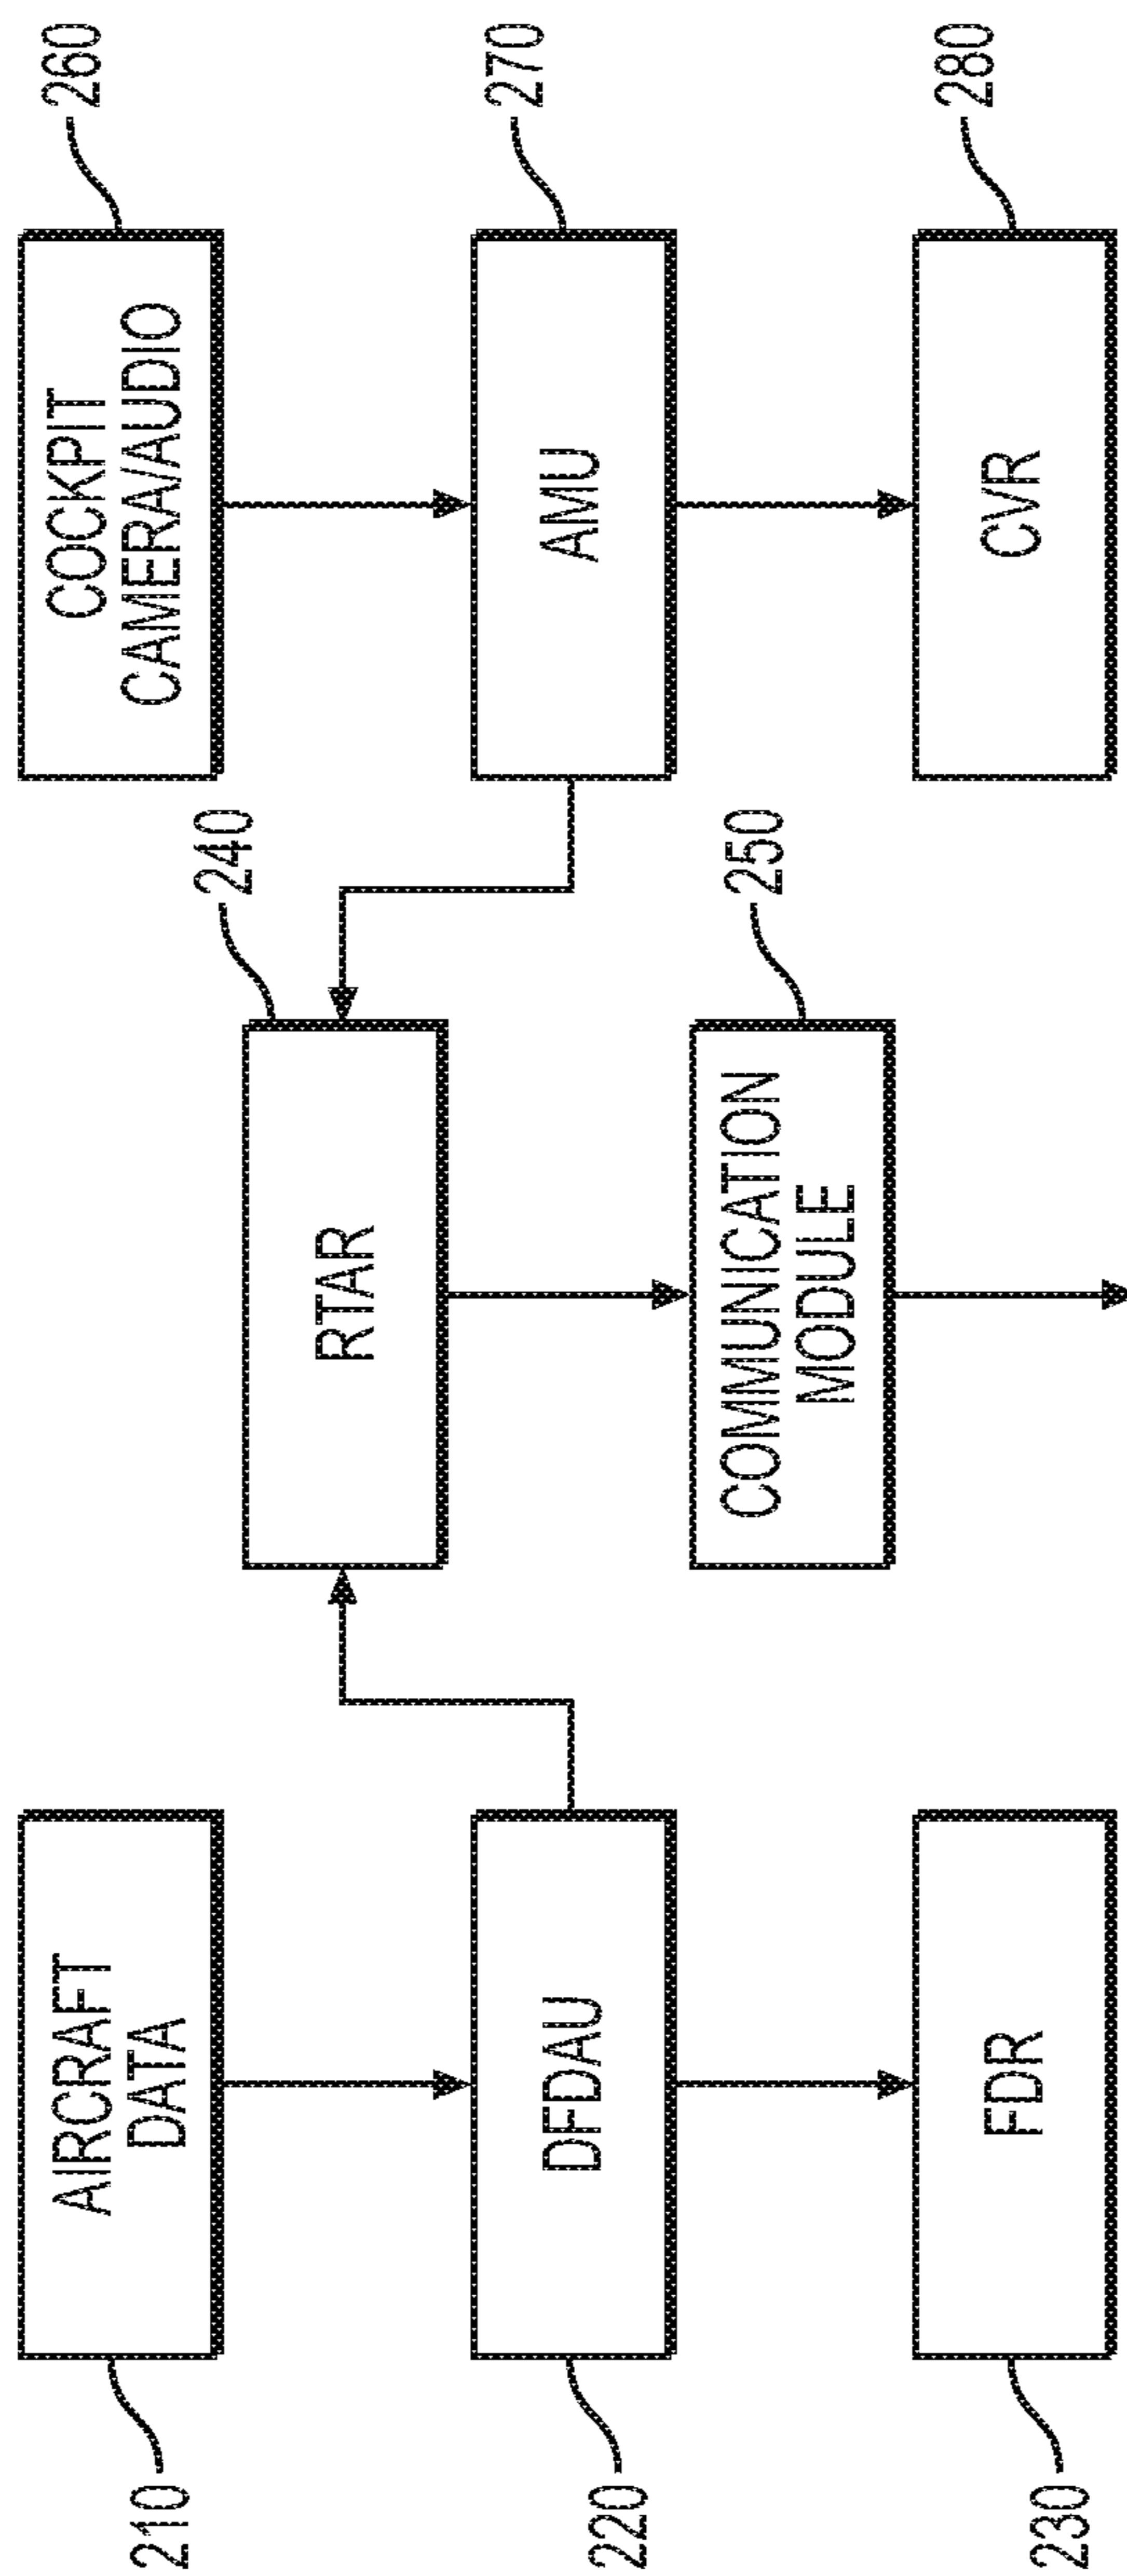 AIRCRAFT
DATA
210
DFDAU
220
FDR
230
RTAR
240
COMMUNICATION
MODULE
250
COCKPIT
CAMERA/AUDIO
260
AMU
270
CVR
280